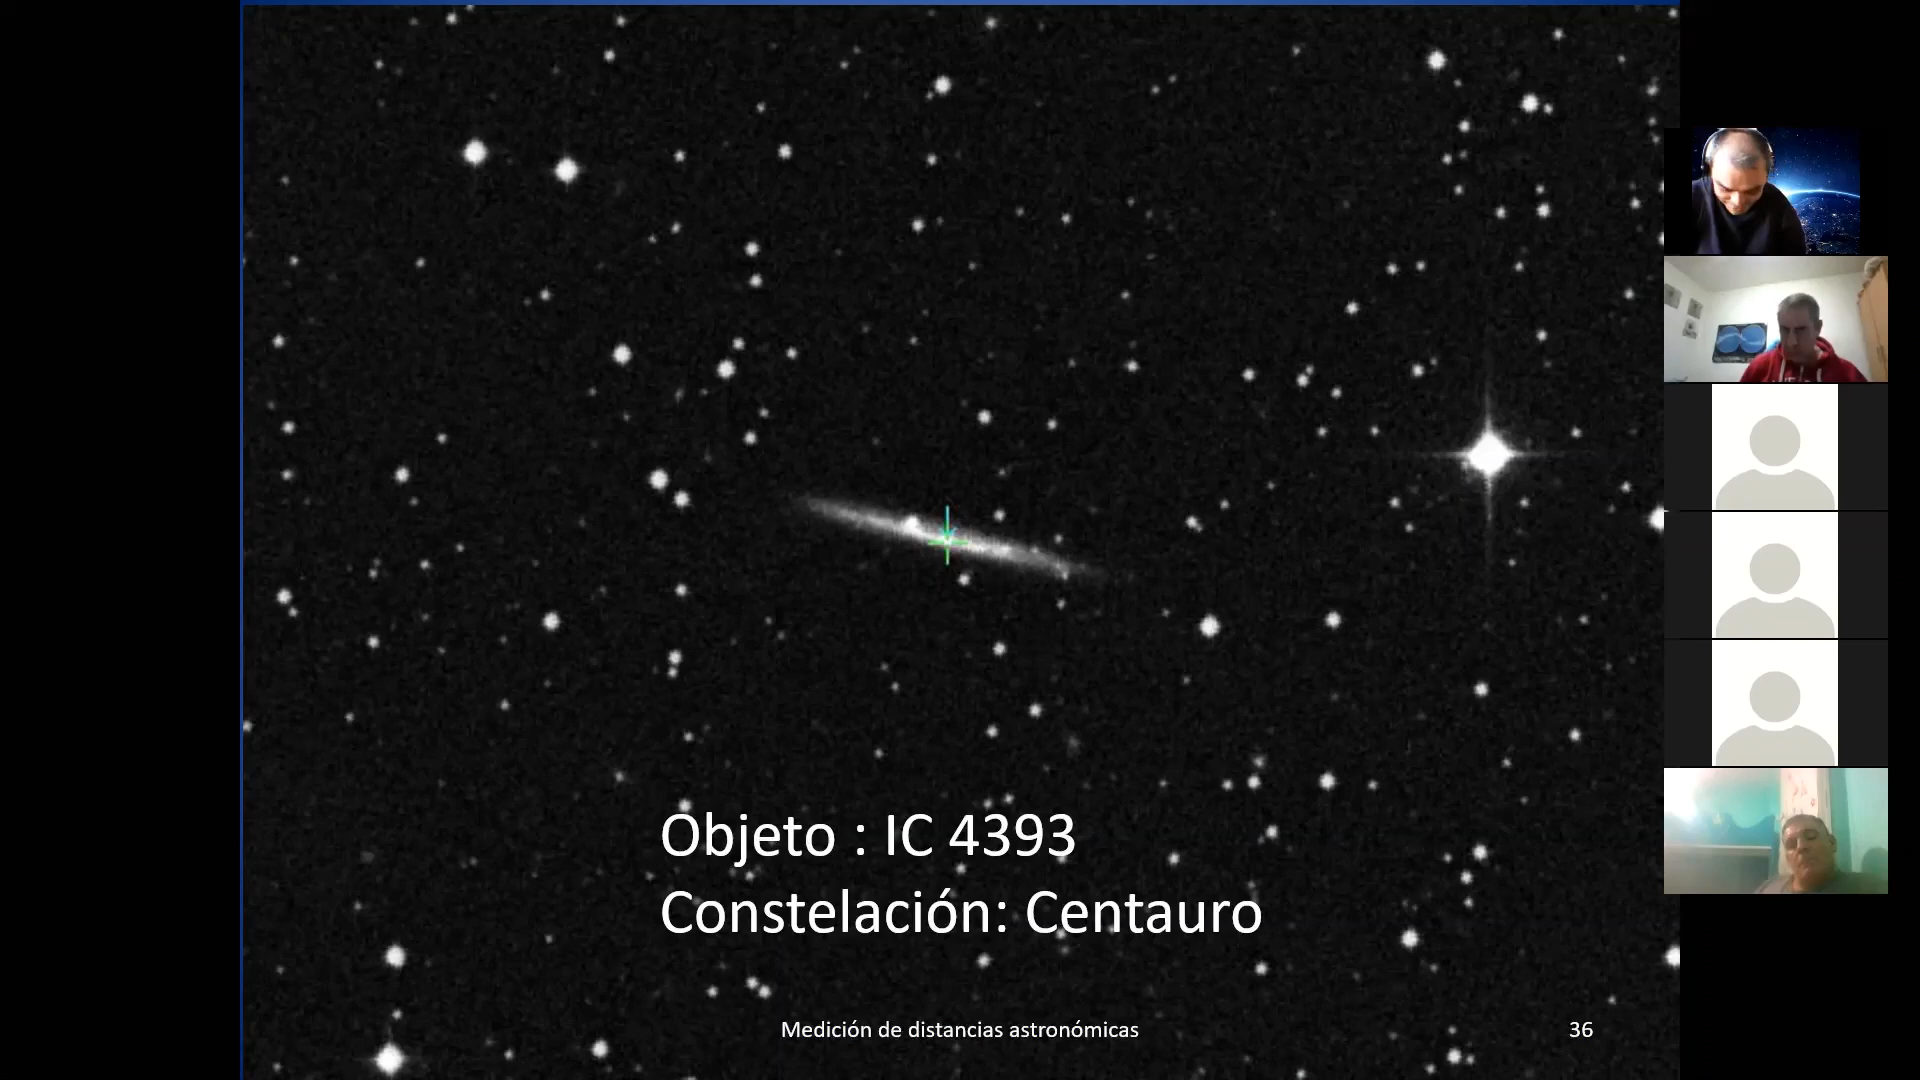 Objeto : IC 4393
Constelación: Centauro
Medición de distancias astronómicas
36